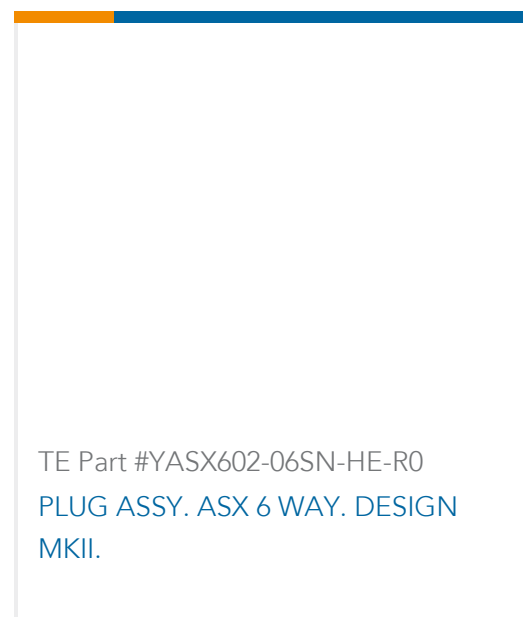 TE Part #YASX602-06SN-HE-R0
PLUG ASSY. ASX 6 WAY. DESIGN
MKII.